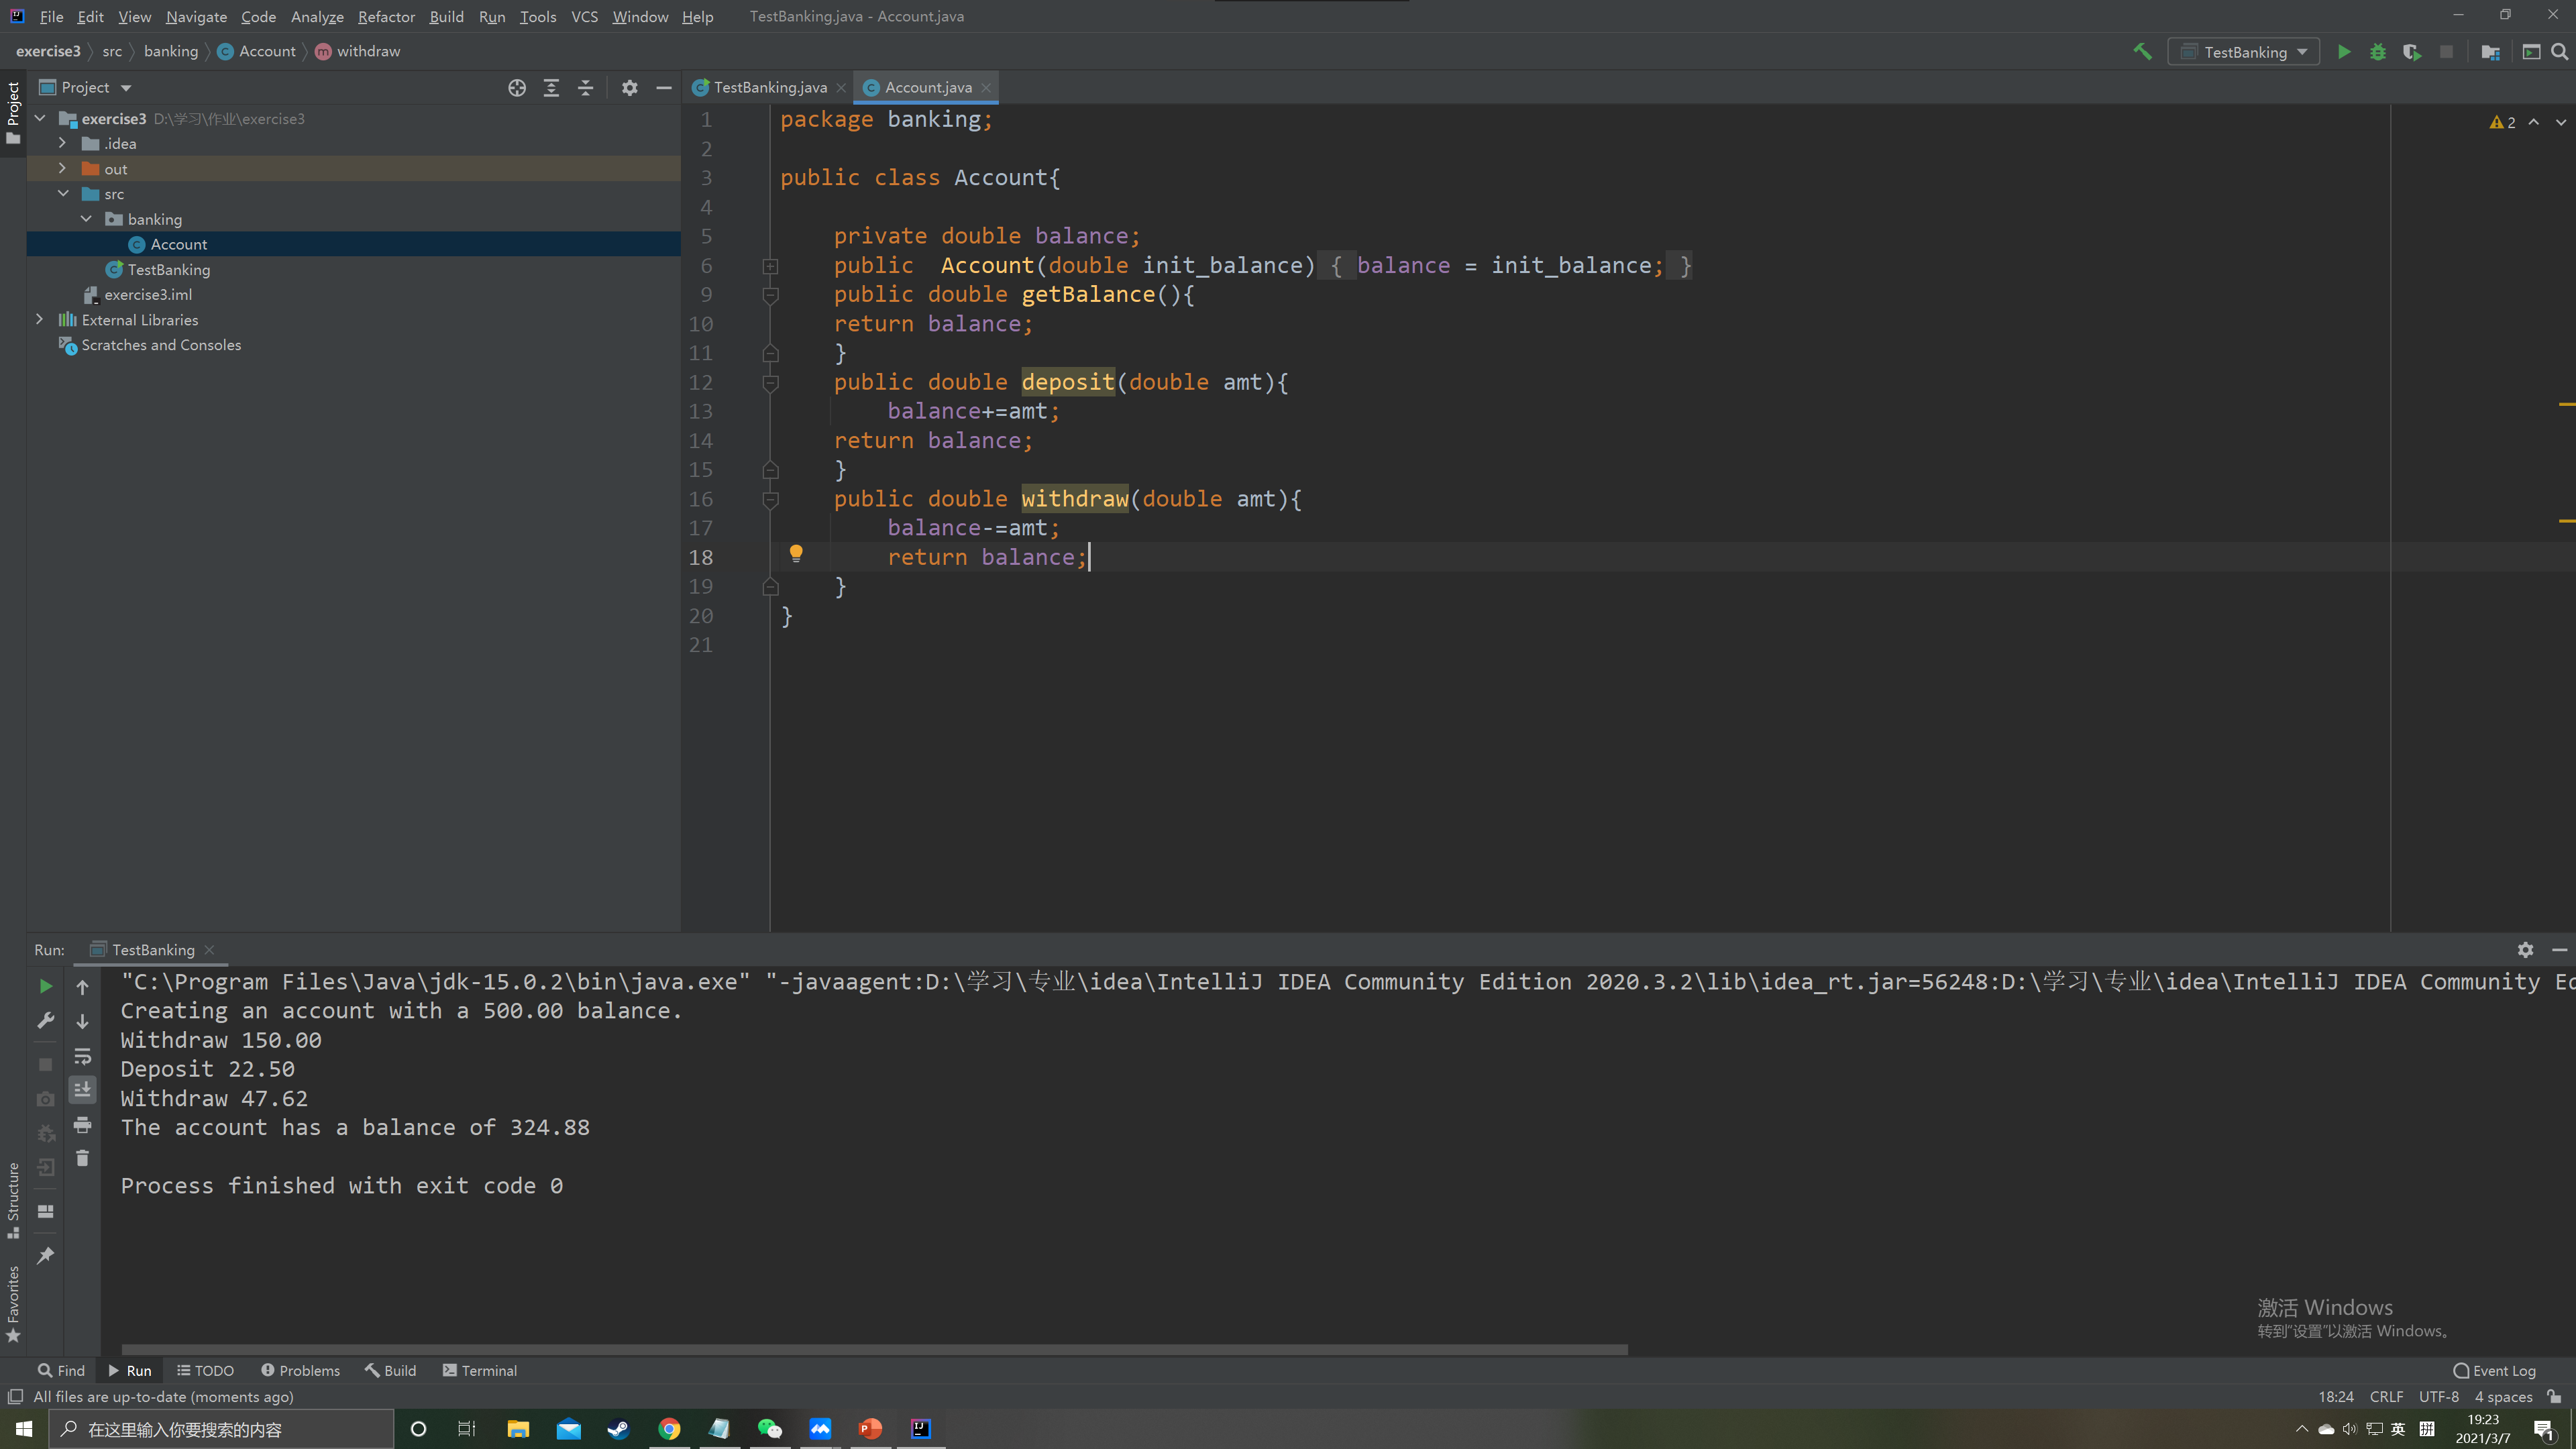 File Edit View Navigate Code Analyze Refactor Build Run Tools VCS Window Help TestBanking.java - Account.java
exercise3 src banking Account withdraw
TestBanking
Project
Project
TestBanking.java
Account.java
exercise3 D:\学习\作业\exercise3
.idea
out
src
banking
Account
TestBanking
exercise3.iml
External Libraries
Scratches and Consoles
1 package banking;
2
3 public class Account{
4
5 private double balance;
6 public  Account(double init_balance) { balance = init_balance; }
9 public double getBalance(){
10 return balance;
11 }
12 public double deposit(double amt){
13 balance+=amt;
14 return balance;
15 }
16 public double withdraw(double amt){
17 balance-=amt;
18 return balance;
19 }
20 }
21
2
Run: TestBanking
"C:\Program Files\Java\jdk-15.0.2\bin\java.exe" "-javaagent:D:\学习\专业\idea\IntelliJ IDEA Community Edition 2020.3.2\lib\idea_rt.jar=56248:D:\学习\专业\idea\IntelliJ IDEA Community Ed
Creating an account with a 500.00 balance.
Withdraw 150.00
Deposit 22.50
Withdraw 47.62
The account has a balance of 324.88
Process finished with exit code 0
Structure
Favorites
激活 Windows
转到"设置"以激活 Windows。
Find Run TODO Problems Build Terminal Event Log
All files are up-to-date (moments ago) 18:24 CRLF UTF-8 4 spaces
在这里输入你要搜索的内容
英 拼
19:23
2021/3/7
1